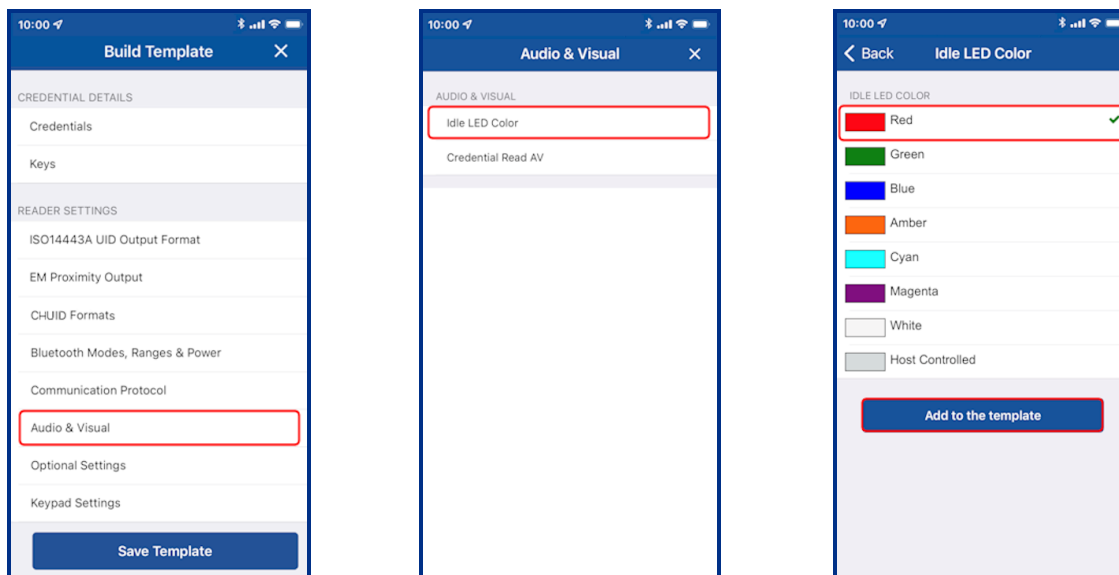 10:00
Build Template
CREDENTIAL DETAILS
Credentials
Keys
READER SETTINGS
ISO14443A UID Output Format
EM Proximity Output
CHUID Formats
Bluetooth Modes, Ranges & Power
Communication Protocol
Audio & Visual
Optional Settings
Keypad Settings
Save Template
10:00
Audio & Visual
AUDIO & VISUAL
Idle LED Color
Credential Read AV
10:00
Back Idle LED Color
IDLE LED COLOR
Red
Green
Blue
Amber
Cyan
Magenta
White
Host Controlled
Add to the template